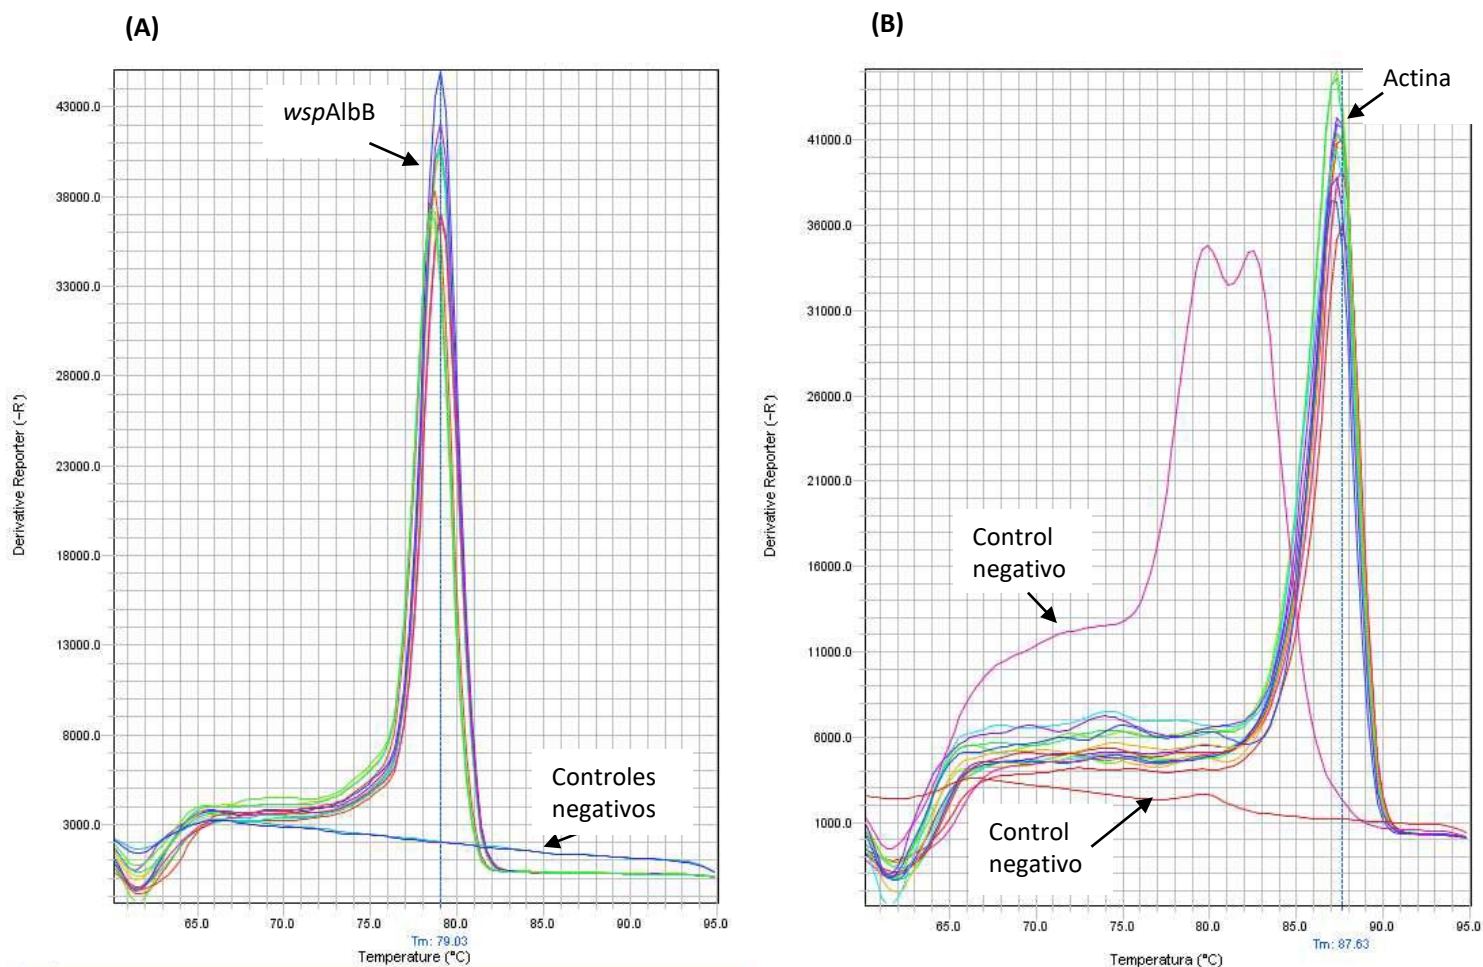 (A)
wspAlbB
Controles
negativos
Derivative Reporter (-R')
43000.0
38000.0
33000.0
28000.0
23000.0
18000.0
13000.0
8000.0
3000.0
65.0 70.0 75.0 80.0 85.0 90.0 95.0
Tm: 79.03
Temperature (°C)
(B)
Actina
Control
negativo
Control
negativo
Derivative Reporter (-R')
41000.0
36000.0
31000.0
26000.0
21000.0
16000.0
11000.0
6000.0
1000.0
65.0 70.0 75.0 80.0 85.0 90.0 95.0
Tm: 87.63
Temperatura (°C)